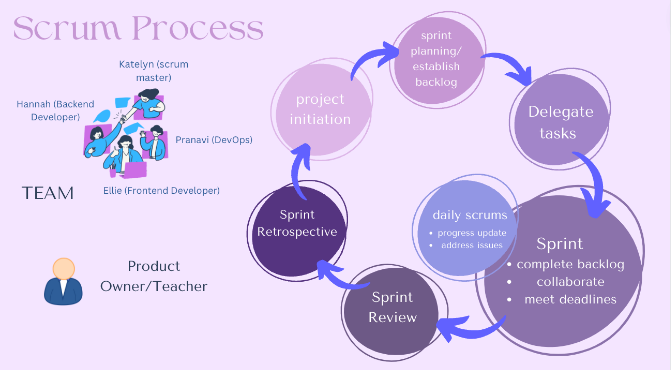 Scrum Process
Katelyn (scrum
master)
Hannah (Backend
Developer)
Pranavi (DevOps)
Ellie (Frontend Developer)
TEAM
Product
Owner/Teacher
project
initiation
sprint
planning/
establish
backlog
Delegate
tasks
daily scrums
• progress update
• address issues
Sprint
• complete backlog
• collaborate
• meet deadlines
Sprint
Review
Sprint
Retrospective